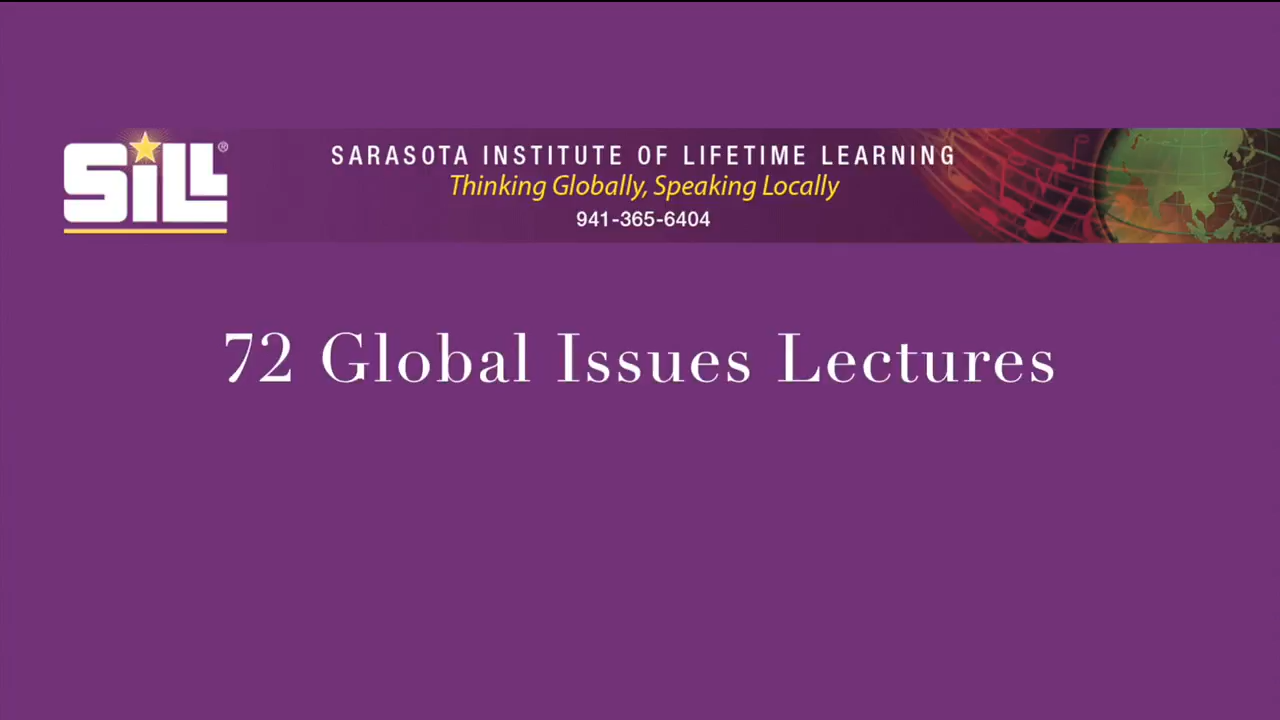 SiLL®
SARASOTA INSTITUTE OF LIFETIME LEARNING
Thinking Globally, Speaking Locally
941-365-6404
72 Global Issues Lectures